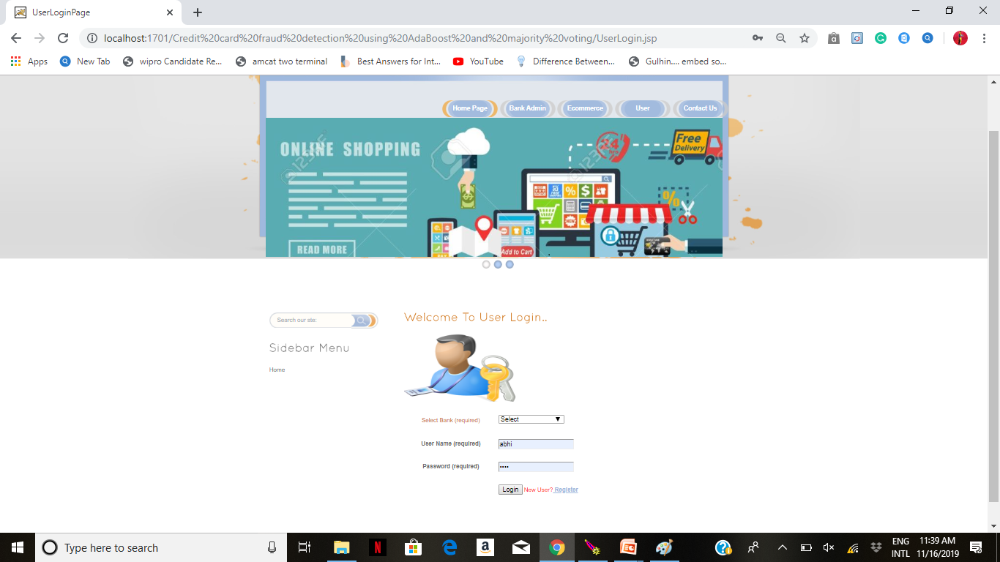 UserLoginPage
localhost:1701/Credit%20card%20fraud%20detection%20using%20AdaBoost%20and%20majority%20voting/UserLogin.jsp
Apps New Tab wipro Candidate Re... amcat two terminal Best Answers for Int... YouTube Difference Between... Gulhin.... embed so...
Home Page Bank Admin Ecommerce User Contact Us
ONLINE SHOPPING
24
Free
Delivery
%
READ MORE
Add to Cart
Search our site:
Welcome To User Login..
Sidebar Menu
Home
Select Bank (required) Select
User Name (required) abhi
Password (required) ••••
Login New User? Register
Type here to search
ENG 11:39 AM
INTL 11/16/2019